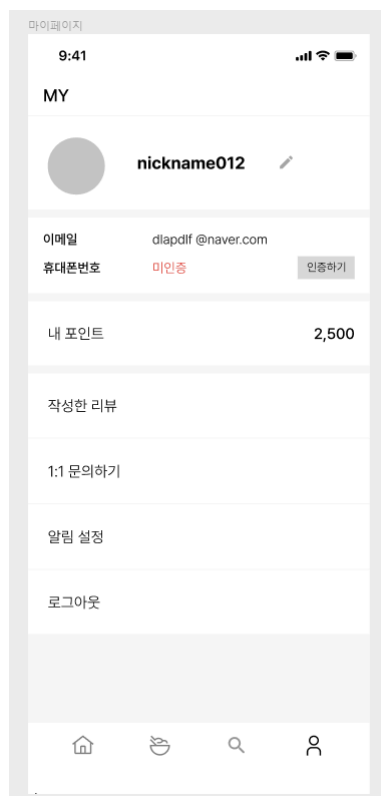 마이페이지
9:41
MY
nickname012
이메일 dlapdlf @naver.com
휴대폰번호 미인증 인증하기
내 포인트 2,500
작성한 리뷰
1:1 문의하기
알림 설정
로그아웃